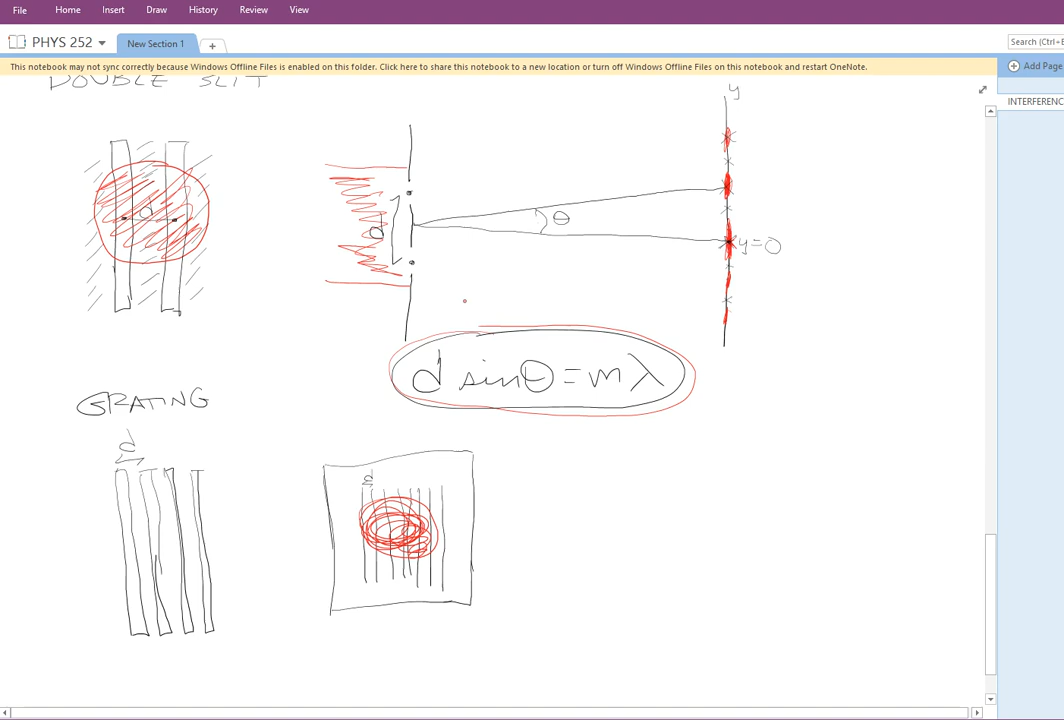 File Home Insert Draw History Review View
PHYS 252 New Section 1 + Search (Ctrl+E
This notebook may not sync correctly because Windows Offline Files is enabled on this folder. Click here to share this notebook to a new location or turn off Windows Offline Files on this notebook and restart OneNote.
Add Page
DOUBLE SLIT
INTERFERENC
y
d
d
θ
y=0
d sinθ = mλ
GRATING
d